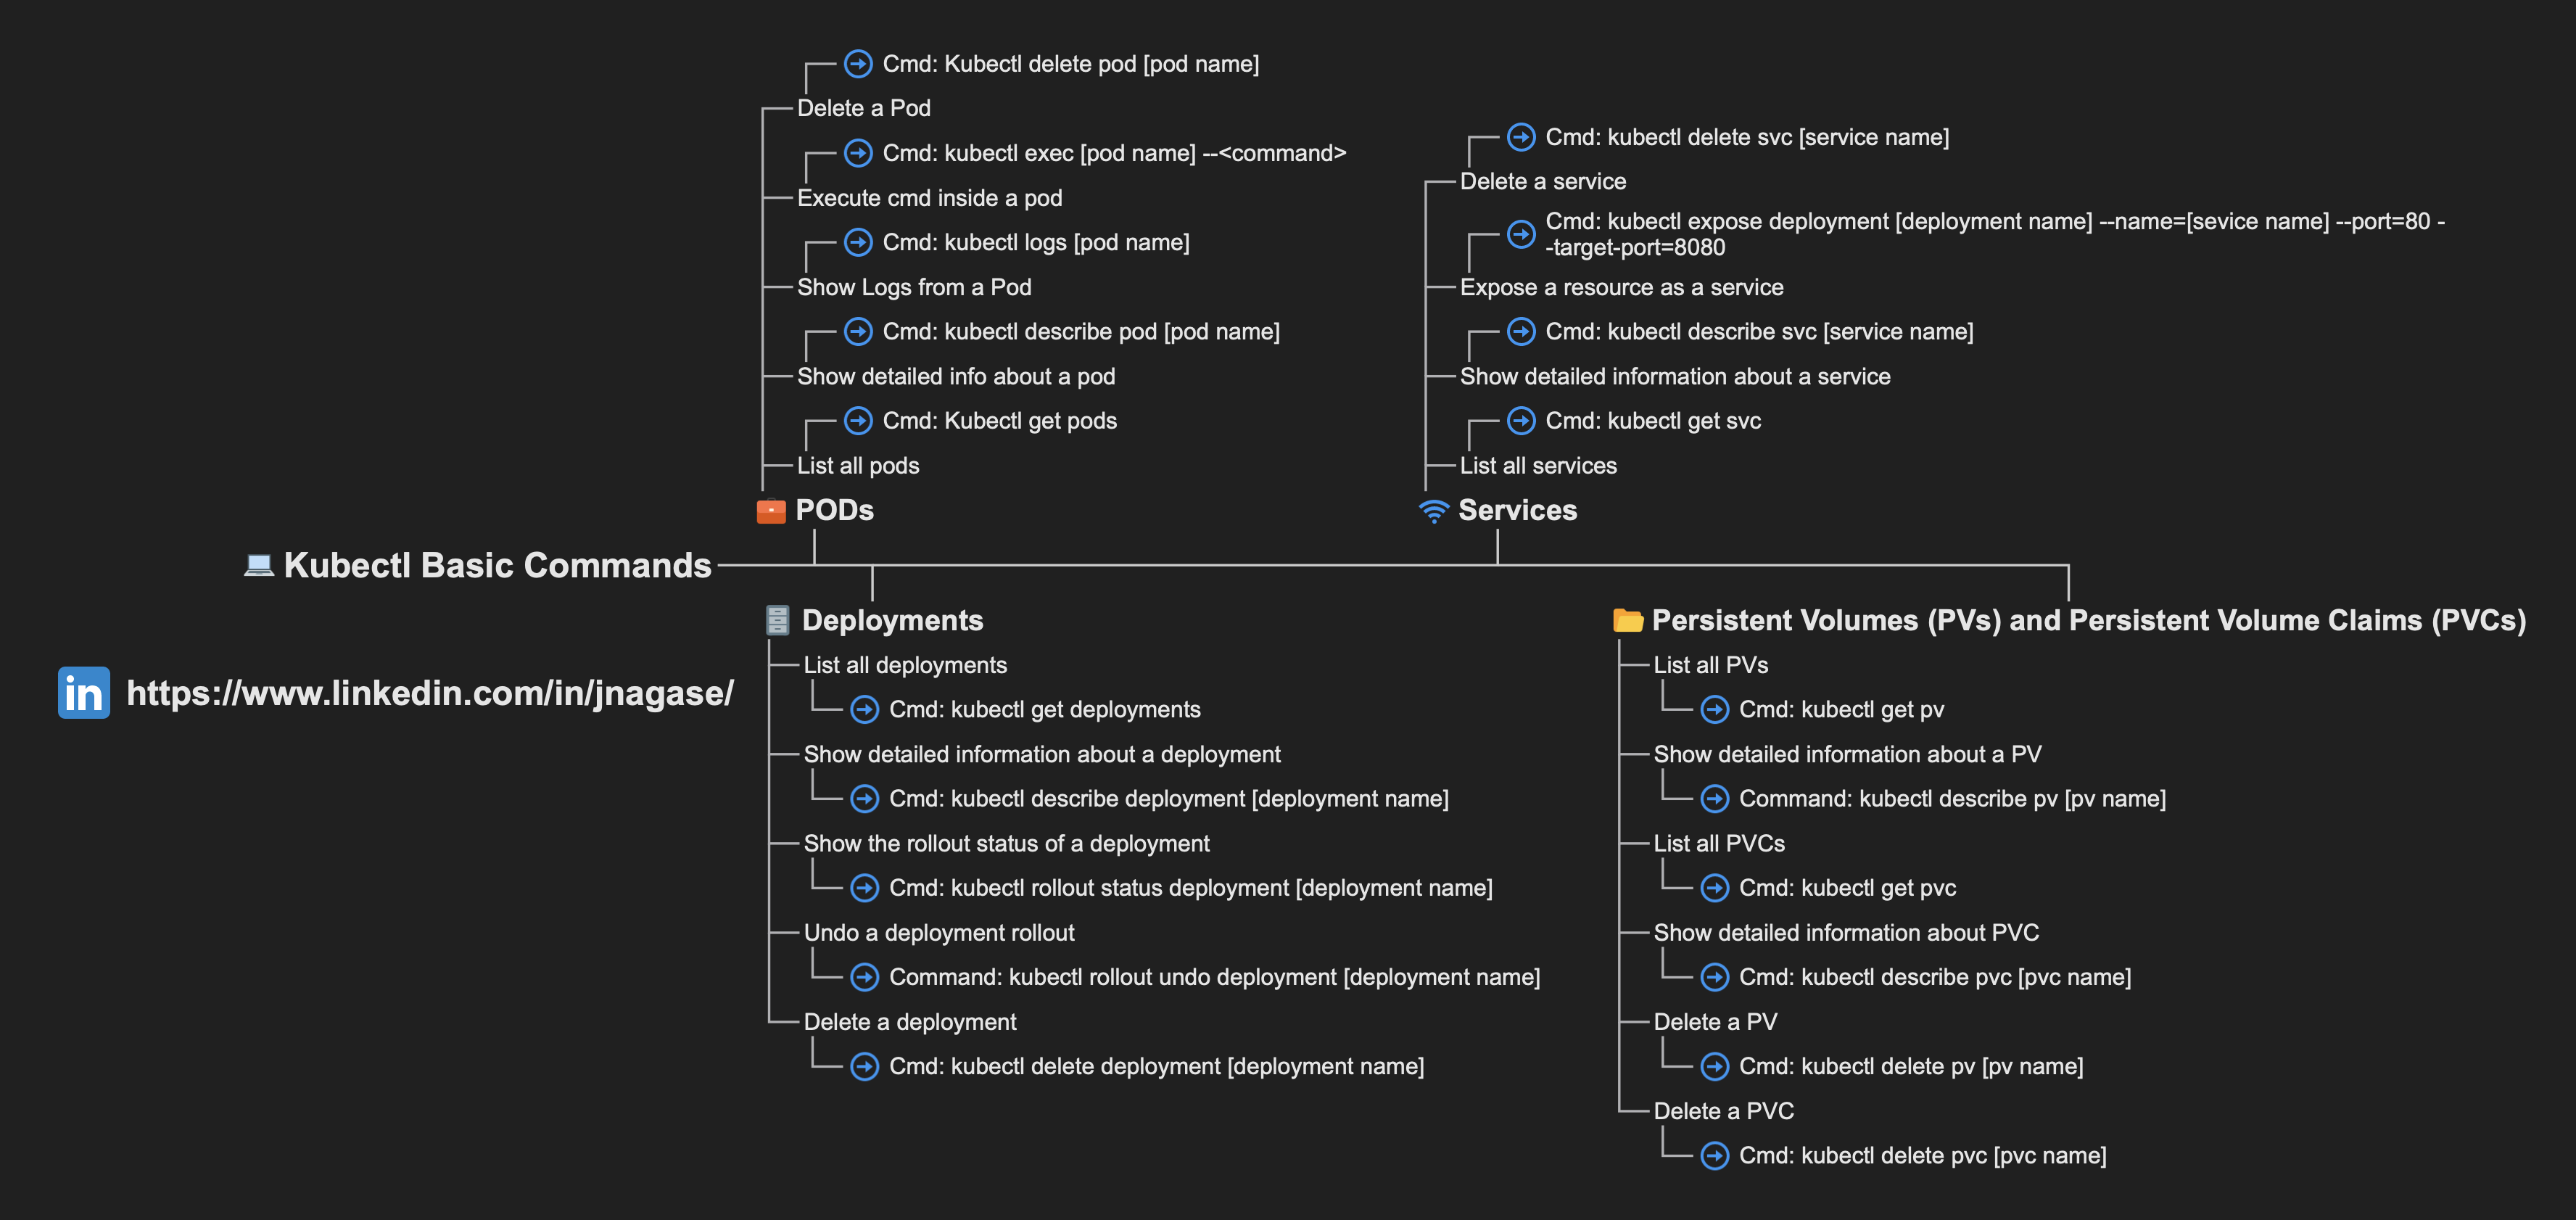 Cmd: Kubectl delete pod [pod name]
Delete a Pod
Cmd: kubectl exec [pod name] --<command>
Execute cmd inside a pod
Cmd: kubectl logs [pod name]
Show Logs from a Pod
Cmd: kubectl describe pod [pod name]
Show detailed info about a pod
Cmd: Kubectl get pods
List all pods
PODs
Cmd: kubectl delete svc [service name]
Delete a service
Cmd: kubectl expose deployment [deployment name] --name=[sevice name] --port=80 -
-target-port=8080
Expose a resource as a service
Cmd: kubectl describe svc [service name]
Show detailed information about a service
Cmd: kubectl get svc
List all services
Services
Kubectl Basic Commands
in https://www.linkedin.com/in/jnagase/
Deployments
List all deployments
Cmd: kubectl get deployments
Show detailed information about a deployment
Cmd: kubectl describe deployment [deployment name]
Show the rollout status of a deployment
Cmd: kubectl rollout status deployment [deployment name]
Undo a deployment rollout
Command: kubectl rollout undo deployment [deployment name]
Delete a deployment
Cmd: kubectl delete deployment [deployment name]
Persistent Volumes (PVs) and Persistent Volume Claims (PVCs)
List all PVs
Cmd: kubectl get pv
Show detailed information about a PV
Command: kubectl describe pv [pv name]
List all PVCs
Cmd: kubectl get pvc
Show detailed information about PVC
Cmd: kubectl describe pvc [pvc name]
Delete a PV
Cmd: kubectl delete pv [pv name]
Delete a PVC
Cmd: kubectl delete pvc [pvc name]